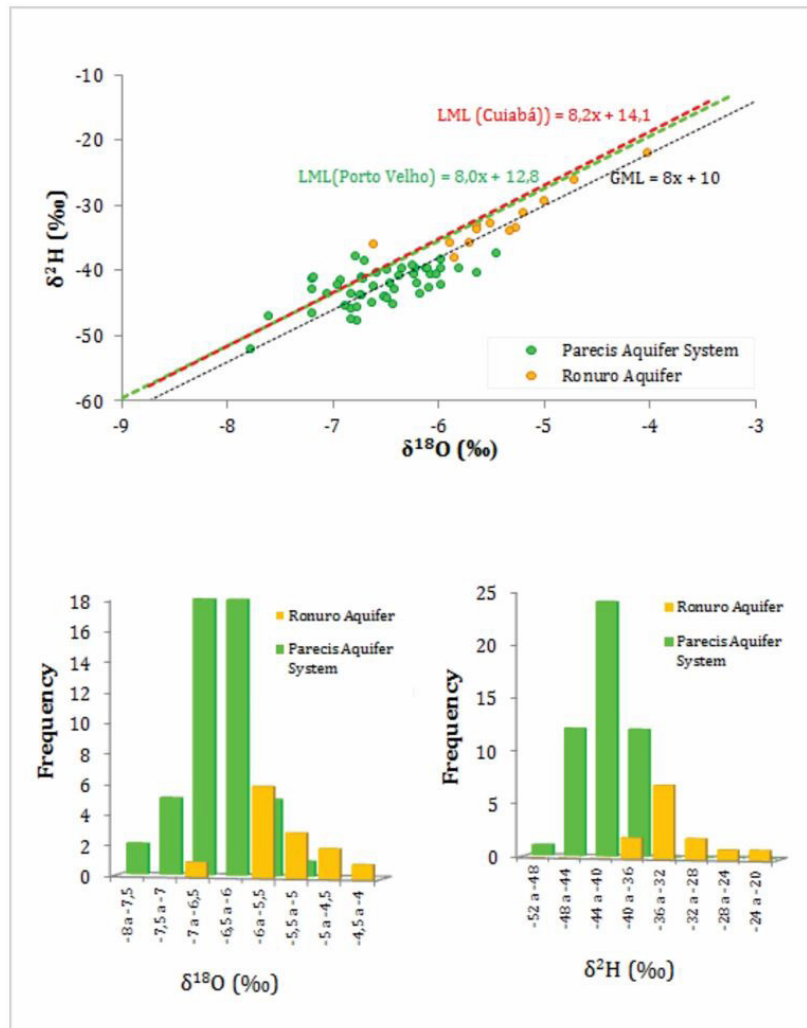 -10
-20
-30
-40
-50
-60
δ²H (‰)
LML (Cuiabá)) = 8,2x + 14,1
LML(Porto Velho) = 8,0x + 12,8
GML = 8x + 10
Parecis Aquifer System
Ronuro Aquifer
-9 -8 -7 -6 -5 -4 -3
δ¹⁸O (‰)
18
16
14
12
10
8
6
4
2
0
Frequency
Ronuro Aquifer
Parecis Aquifer
System
-8 a -7,5
-7,5 a -7
-7 a -6,5
-6,5 a -6
-6 a -5,5
-5,5 a -5
-5 a -4,5
-4,5 a -4
δ¹⁸O (‰)
25
20
15
10
5
0
Frequency
Ronuro Aquifer
Parecis Aquifer
System
-52 a -48
-48 a -44
-44 a -40
-40 a -36
-36 a -32
-32 a -28
-28 a -24
-24 a -20
δ²H (‰)